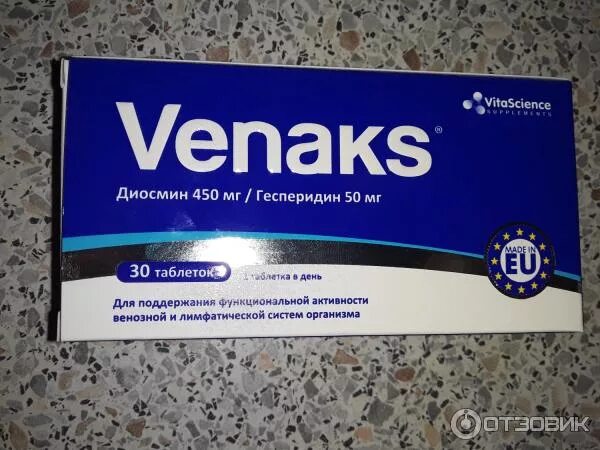 VitaScience
SUPPLEMENTS
Venaks®
Диосмин 450 мг / Гесперидин 50 мг
MADE IN
EU
30 таблеток 1 таблетка в день
Для поддержания функциональной активности
венозной и лимфатической систем организма
ОТЗОВИК